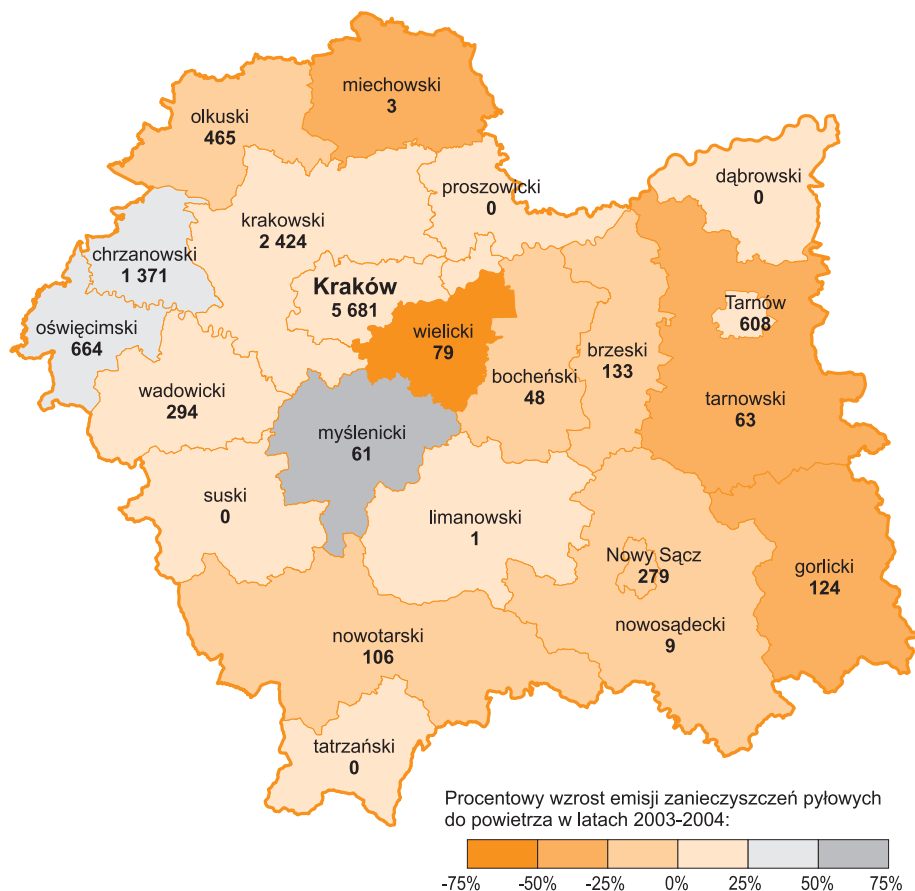 miechowski
3
olkuski
465
proszowicki
0
dąbrowski
0
krakowski
2 424
chrzanowski
1 371
Kraków
5 681
Tarnów
608
oświęcimski
664
wielicki
79
brzeski
133
bocheński
48
wadowicki
294
tarnowski
63
myślenicki
61
suski
0
limanowski
1
Nowy Sącz
279
gorlicki
124
nowosądecki
9
nowotarski
106
tatrzański
0
Procentowy wzrost emisji zanieczyszczeń pyłowych
do powietrza w latach 2003-2004:
-75% -50% -25% 0% 25% 50% 75%